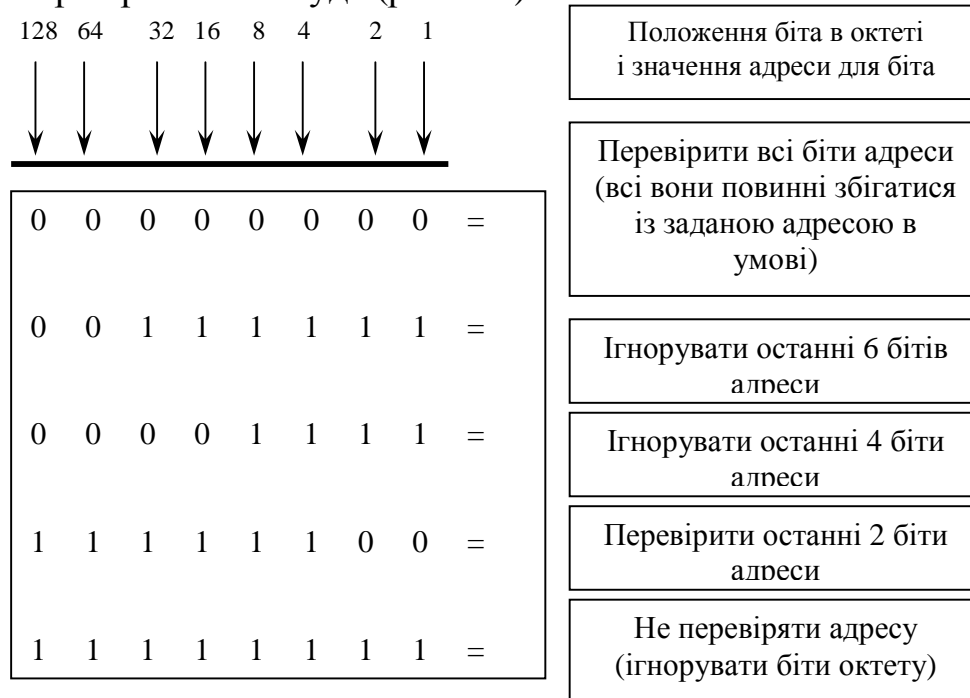 128 64 32 16 8 4 2 1
Положення біта в октеті
і значення адреси для біта
Перевірити всі біти адреси
(всі вони повинні збігатися
із заданою адресою в
умові)
0 0 0 0 0 0 0 0 =
0 0 1 1 1 1 1 1 =
Ігнорувати останні 6 бітів
адреси
0 0 0 0 1 1 1 1 =
Ігнорувати останні 4 біти
адреси
1 1 1 1 1 1 0 0 =
Перевірити останні 2 біти
адреси
1 1 1 1 1 1 1 1 =
Не перевіряти адресу
(ігнорувати біти октету)